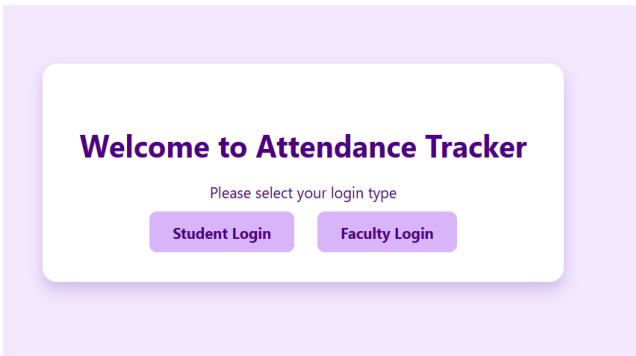 Welcome to Attendance Tracker
Please select your login type
Student Login
Faculty Login